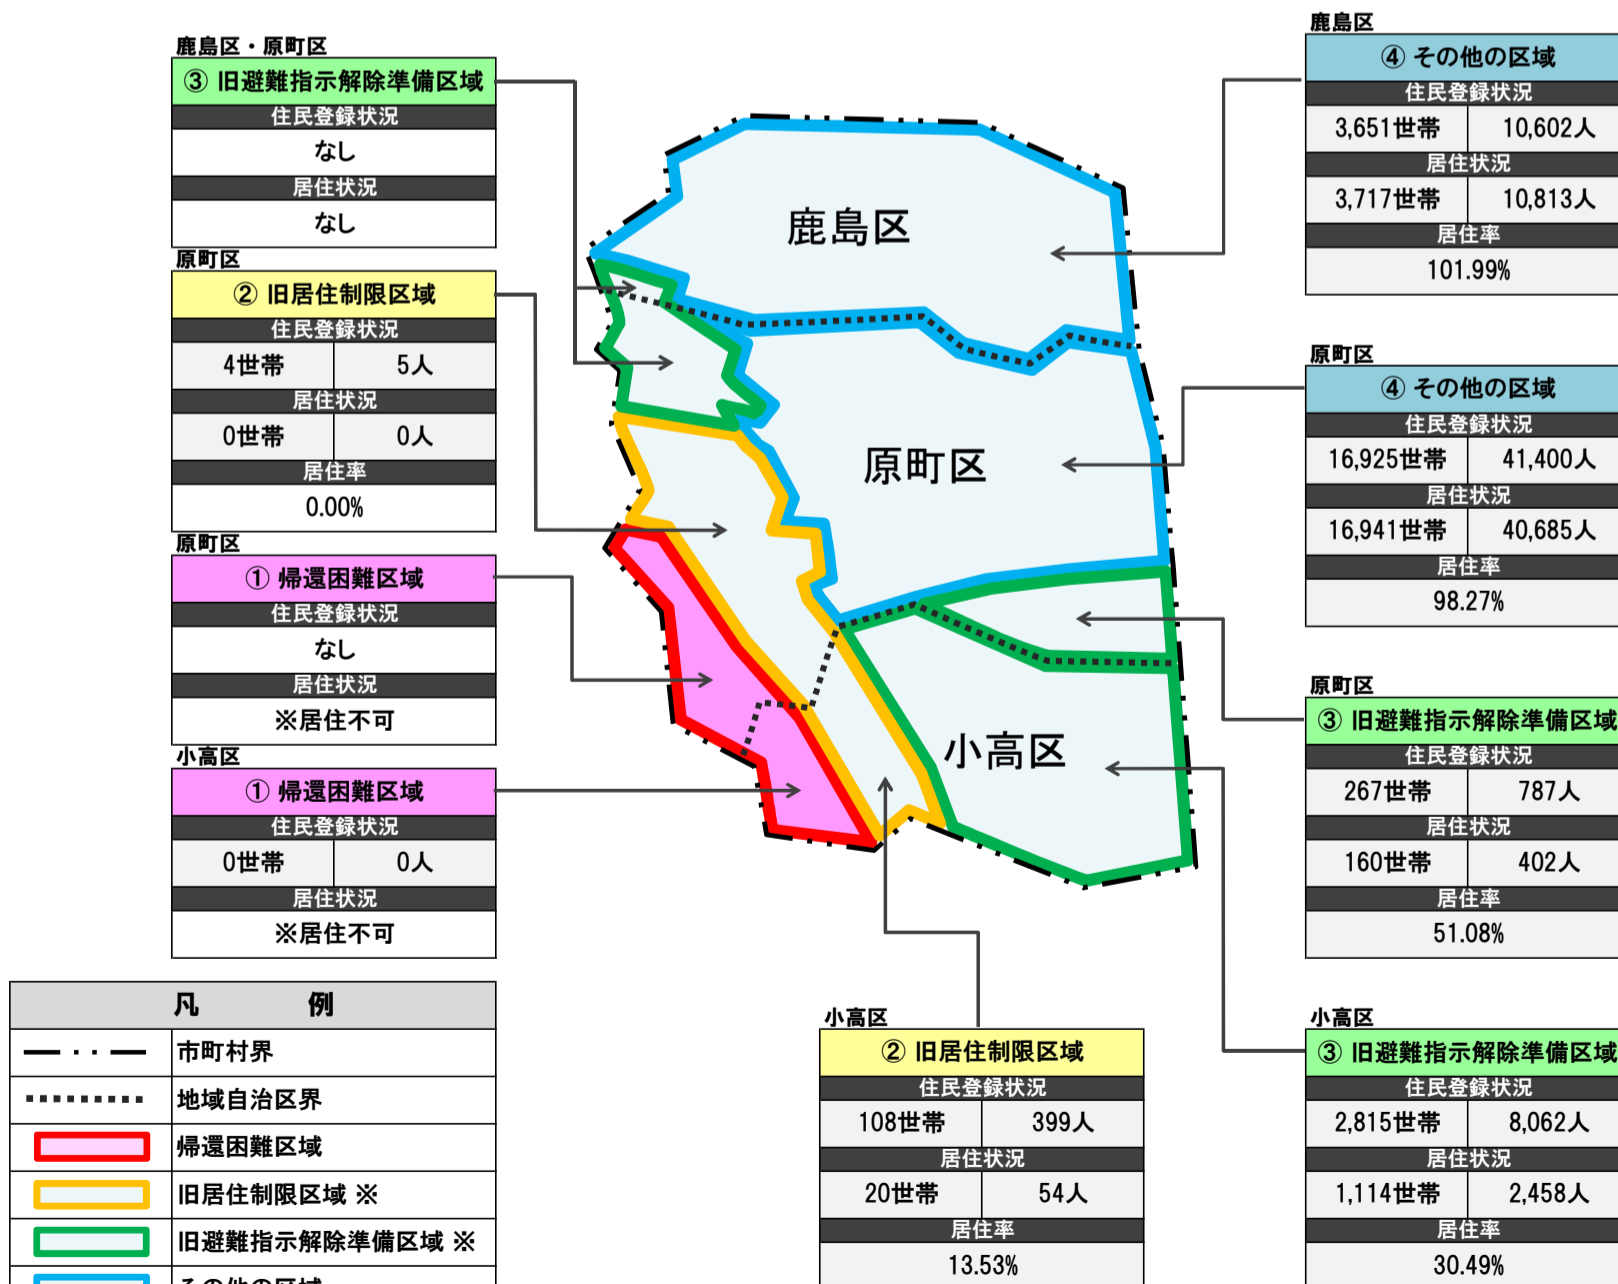 鹿島区・原町区
③ 旧避難指示解除準備区域
住民登録状況
なし
居住状況
なし
原町区
② 旧居住制限区域
住民登録状況
4世帯 5人
居住状況
0世帯 0人
居住率
0.00%
原町区
① 帰還困難区域
住民登録状況
なし
居住状況
※居住不可
小高区
① 帰還困難区域
住民登録状況
0世帯 0人
居住状況
※居住不可
凡 例
市町村界
地域自治区界
帰還困難区域
旧居住制限区域 ※
旧避難指示解除準備区域 ※
その他の区域
鹿島区
原町区
小高区
小高区
② 旧居住制限区域
住民登録状況
108世帯 399人
居住状況
20世帯 54人
居住率
13.53%
鹿島区
④ その他の区域
住民登録状況
3,651世帯 10,602人
居住状況
3,717世帯 10,813人
居住率
101.99%
原町区
④ その他の区域
住民登録状況
16,925世帯 41,400人
居住状況
16,941世帯 40,685人
居住率
98.27%
原町区
③ 旧避難指示解除準備区域
住民登録状況
267世帯 787人
居住状況
160世帯 402人
居住率
51.08%
小高区
③ 旧避難指示解除準備区域
住民登録状況
2,815世帯 8,062人
居住状況
1,114世帯 2,458人
居住率
30.49%